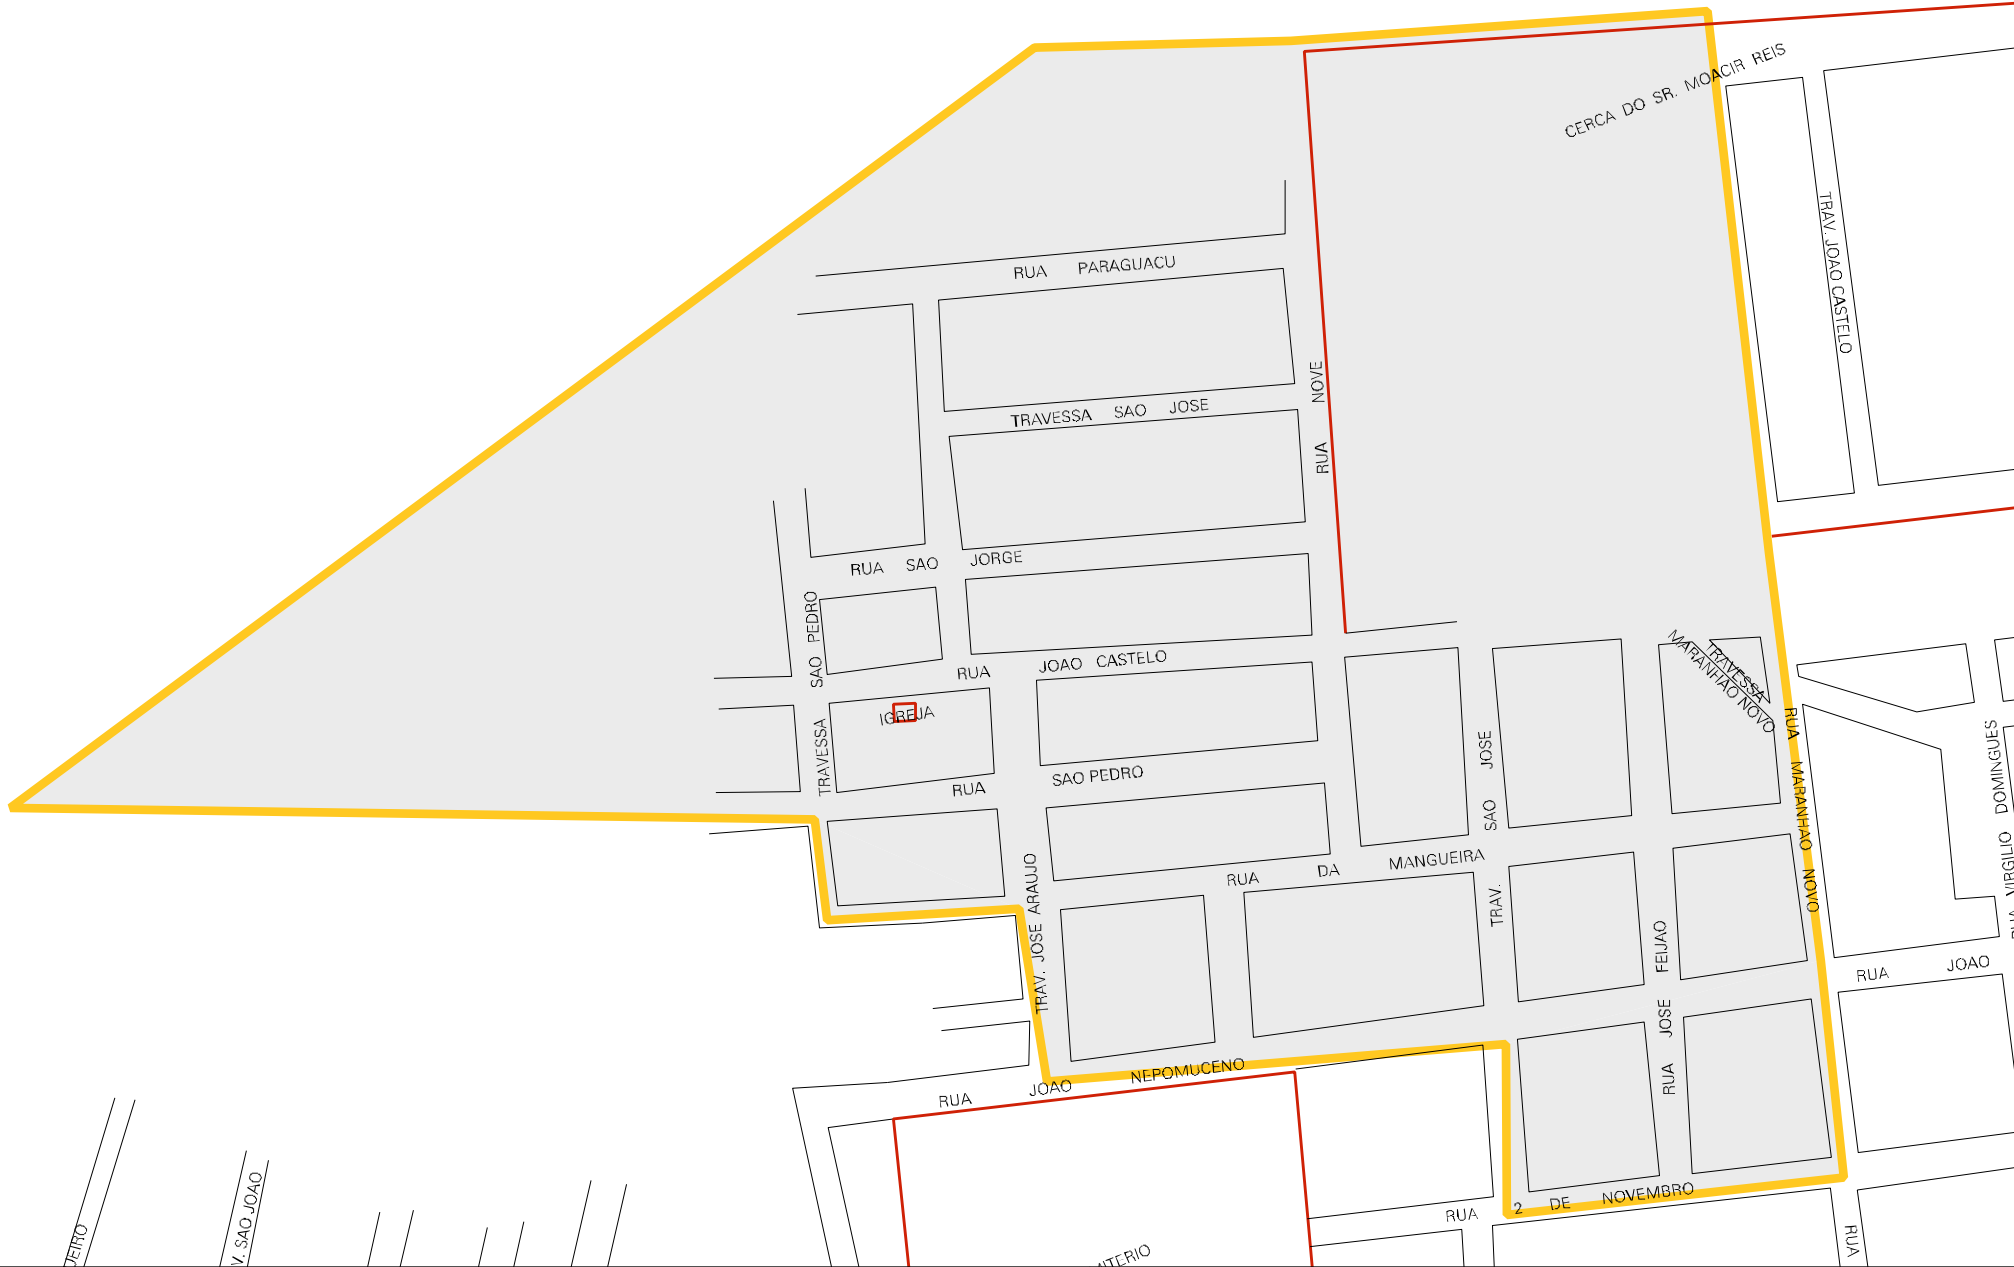 CERCA DO SR. MOACIR REIS
TRAV. JOAO CASTELO
RUA PARAGUACU
RUA NOVE
TRAVESSA SAO JOSE
RUA SAO JORGE
TRAVESSA SAO PEDRO
RUA JOAO CASTELO
TRAVESSA
MARANHAO NOVO
IGREJA
RUA MARANHAO NOVO
RUA VIRGILIO DOMINGUES
RUA SAO PEDRO
TRAV. SAO JOSE
RUA DA MANGUEIRA
TRAV. JOSE ARAUJO
RUA JOSE FEIJAO
RUA JOAO
RUA JOAO NEPOMUCENO
RUA 2 DE NOVEMBRO
RUA
V. SAO JOAO